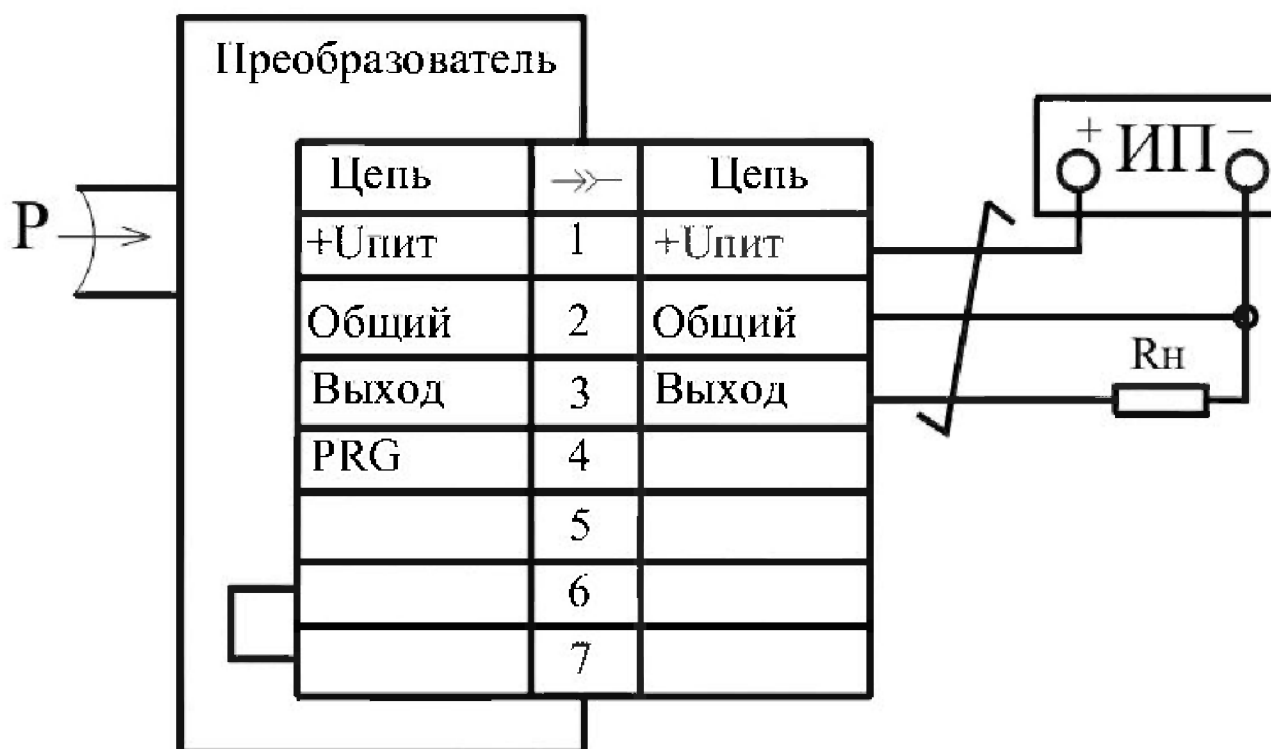 Преобразователь
+ ИП -
Цепь Цепь
P
+Uпит 1 +Uпит
Общий 2 Общий
Rн
Выход 3 Выход
PRG 4
5
6
7